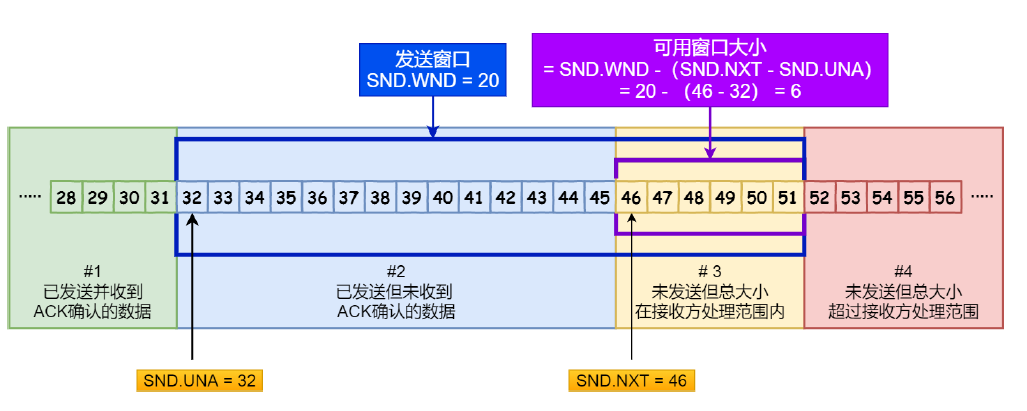 发送窗口
SND.WND = 20
可用窗口大小
= SND.WND -（SND.NXT - SND.UNA）
= 20 - （46 - 32） = 6
····· 28 29 30 31 32 33 34 35 36 37 38 39 40 41 42 43 44 45 46 47 48 49 50 51 52 53 54 55 56 ·····
#1
已发送并收到
ACK确认的数据
#2
已发送但未收到
ACK确认的数据
# 3
未发送但总大小
在接收方处理范围内
#4
未发送但总大小
超过接收方处理范围
SND.UNA = 32
SND.NXT = 46